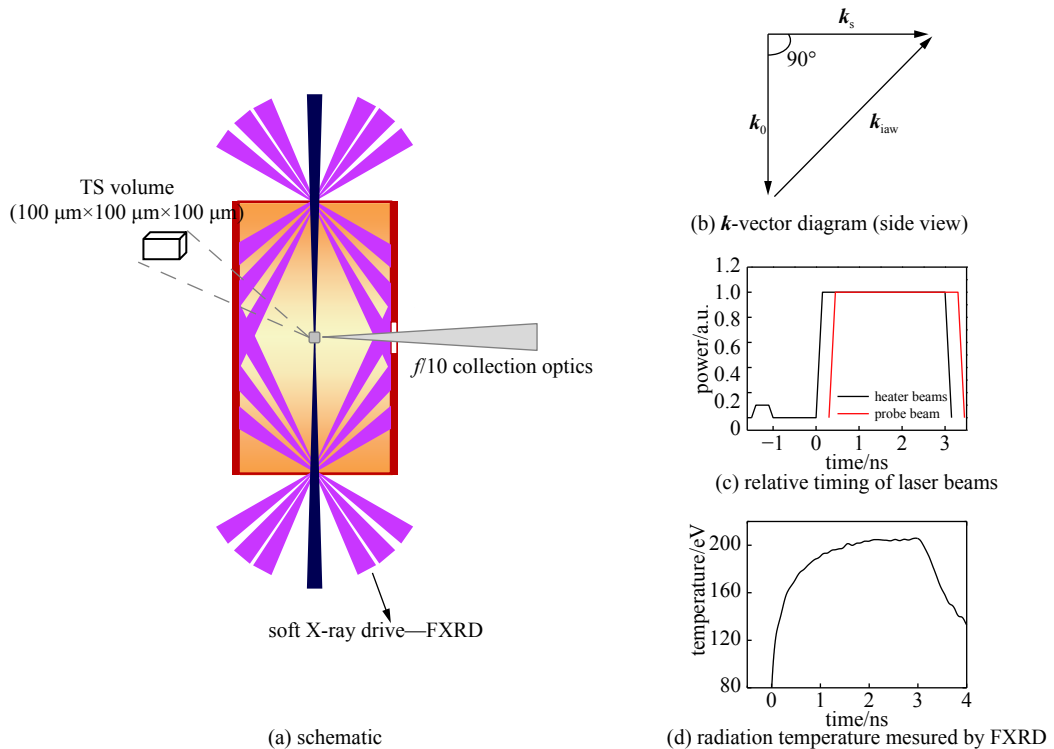 TS volume
(100 μm×100 μm×100 μm)
f/10 collection optics
soft X-ray drive—FXRD
(a) schematic
k_s
90°
k_0
k_iaw
(b) k-vector diagram (side view)
1.2
1.0
0.8
0.6
0.4
0.2
0
power/a.u.
heater beams
probe beam
−1 0 1 2 3
time/ns
(c) relative timing of laser beams
200
160
120
80
temperature/eV
0 1 2 3 4
time/ns
(d) radiation temperature mesured by FXRD